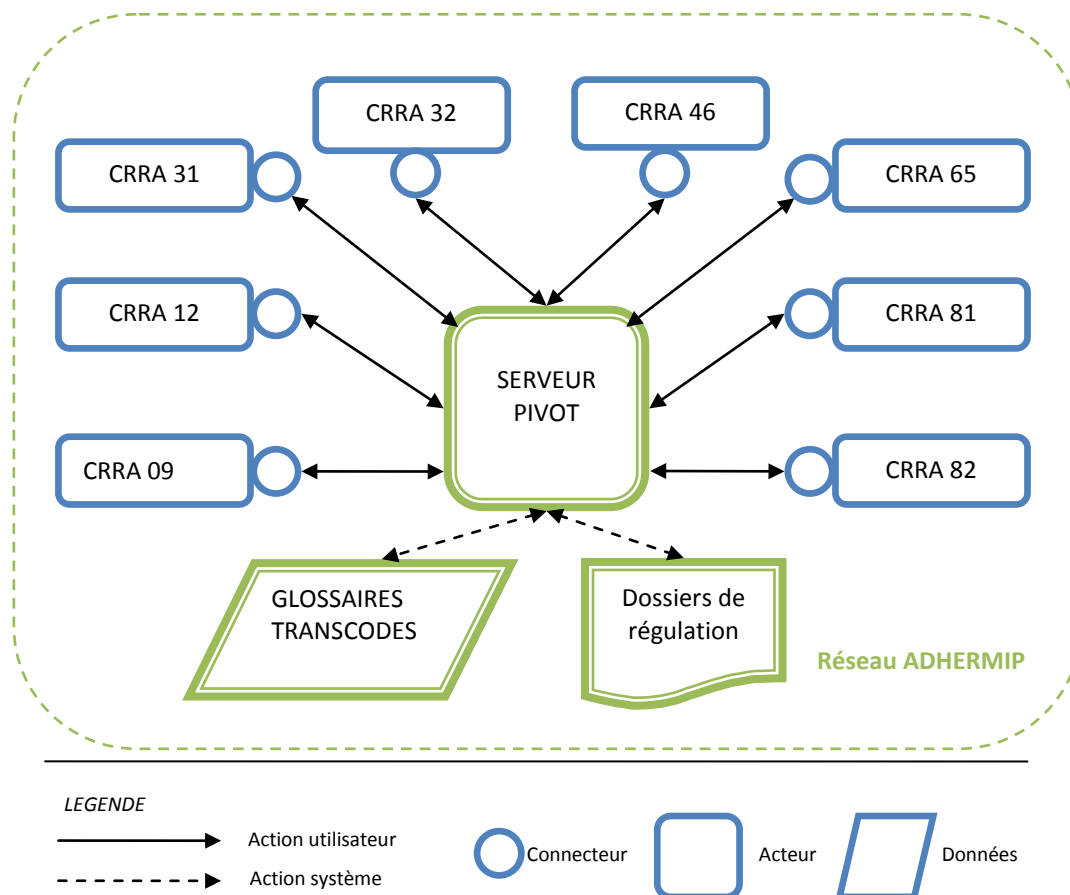 CRRA 32
CRRA 46
CRRA 31
CRRA 65
CRRA 12
CRRA 81
SERVEUR
PIVOT
CRRA 09
CRRA 82
GLOSSAIRES
TRANSCODES
Dossiers de
régulation
Réseau ADHERMIP
LEGENDE
Action utilisateur
Connecteur
Acteur
Données
Action système